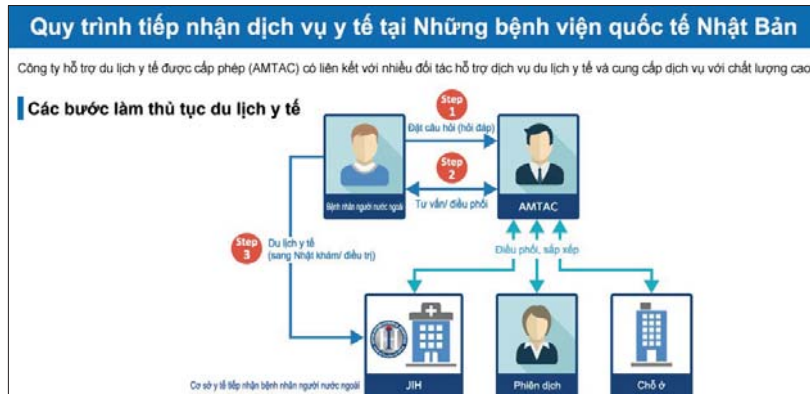 Quy trình tiếp nhận dịch vụ y tế tại Những bệnh viện quốc tế Nhật Bản
Công ty hỗ trợ du lịch y tế được cấp phép (AMTAC) có liên kết với nhiều đối tác hỗ trợ dịch vụ du lịch y tế và cung cấp dịch vụ với chất lượng cao
Các bước làm thủ tục du lịch y tế
Step
1
Đặt câu hỏi (hỏi đáp)
Step
2
Tư vấn/ điều phối
Bệnh nhân người nước ngoài
AMTAC
Step
3
Du lịch y tế
(sang Nhật khám/ điều trị)
Điều phối, sắp xếp
Cơ sở y tế tiếp nhận bệnh nhân người nước ngoài
JIH
Phiên dịch
Chỗ ở